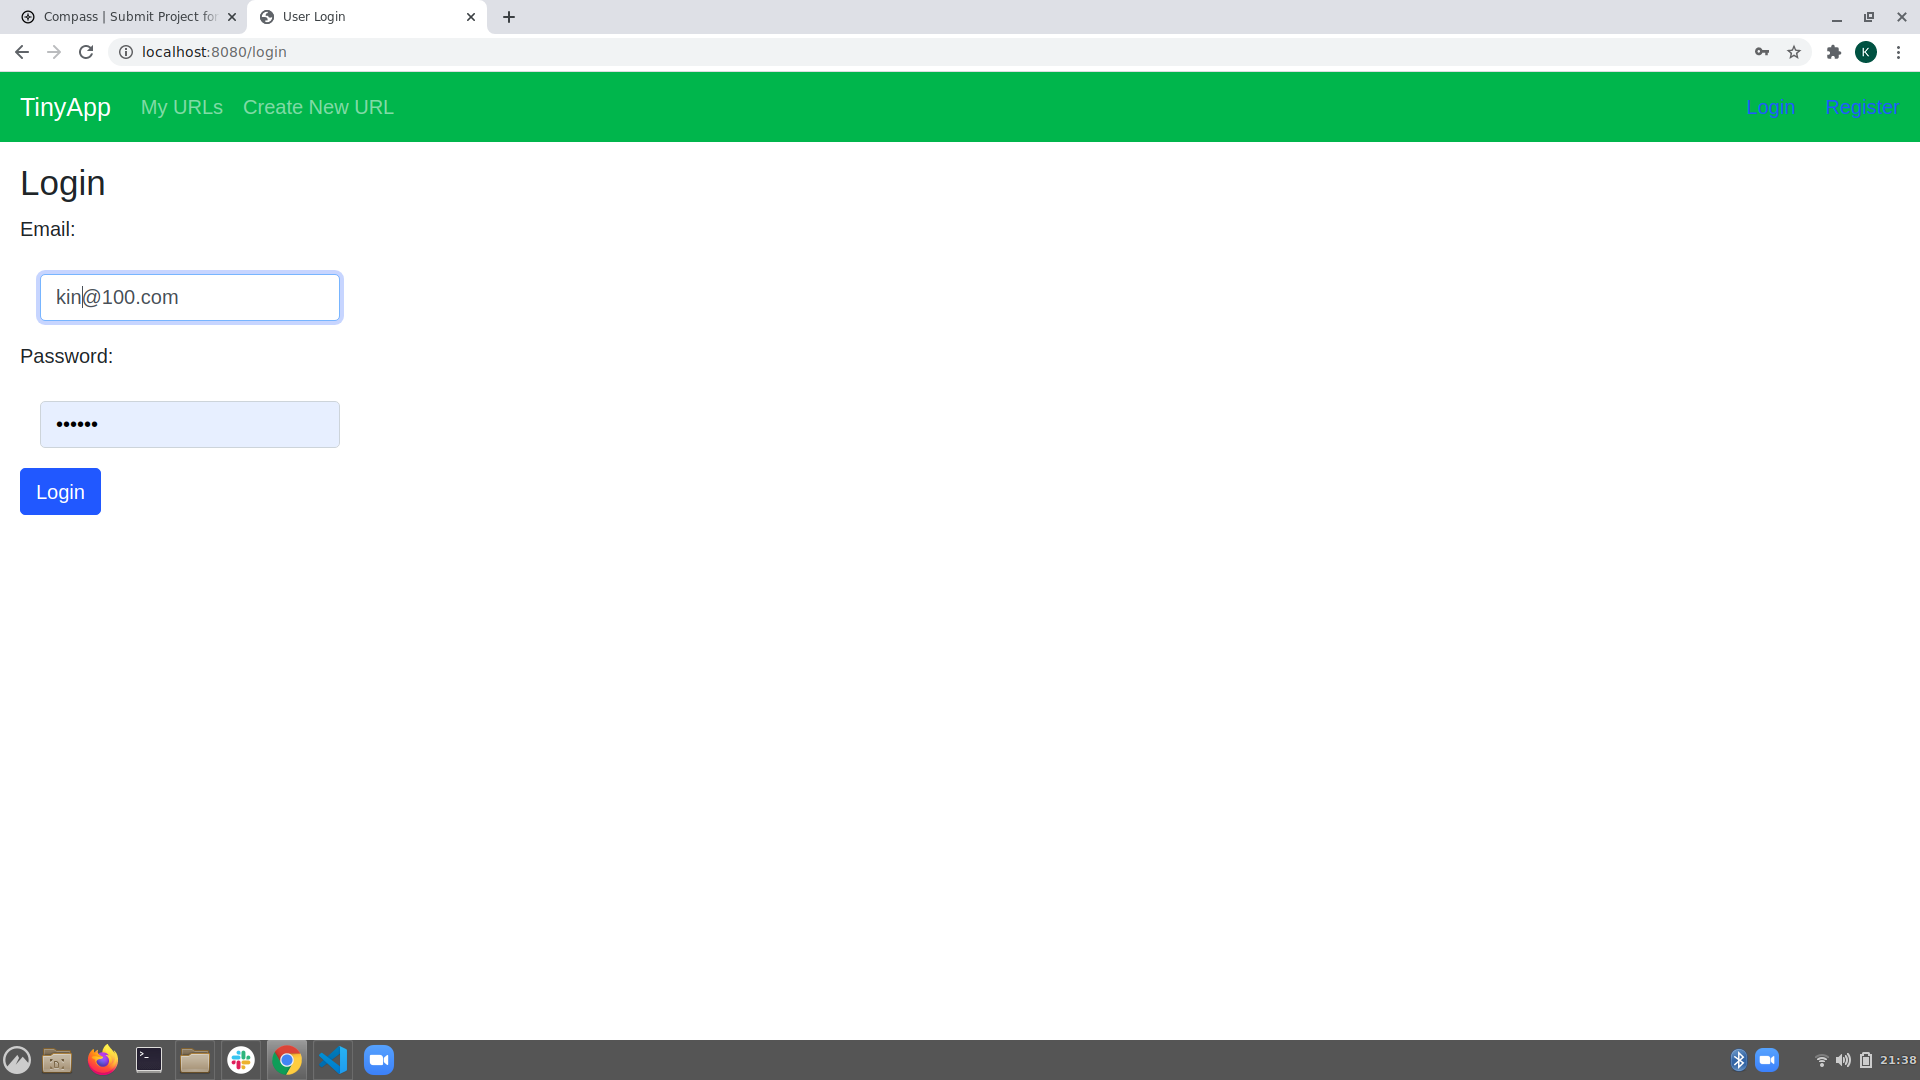 Compass | Submit Project for
User Login
localhost:8080/login
K
TinyApp
My URLs
Create New URL
Login
Register
Login
Email:
kin@100.com
Password:
••••••
Login
21:38